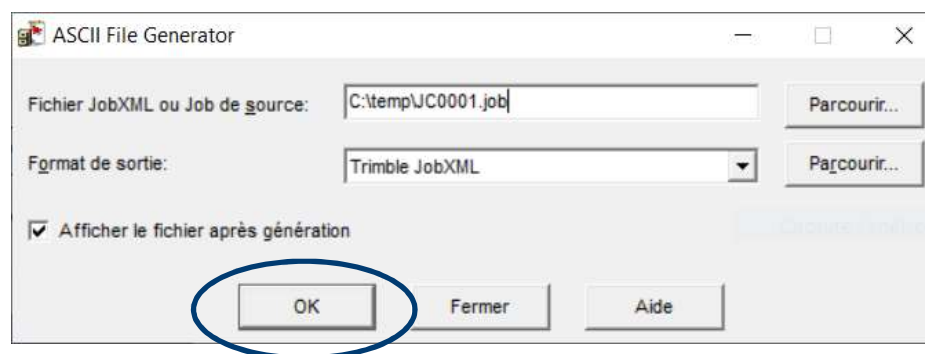 ASCII File Generator
Fichier JobXML ou Job de source: C:\temp\JC0001.job Parcourir...
Format de sortie: Trimble JobXML Parcourir...
Afficher le fichier après génération
OK Fermer Aide